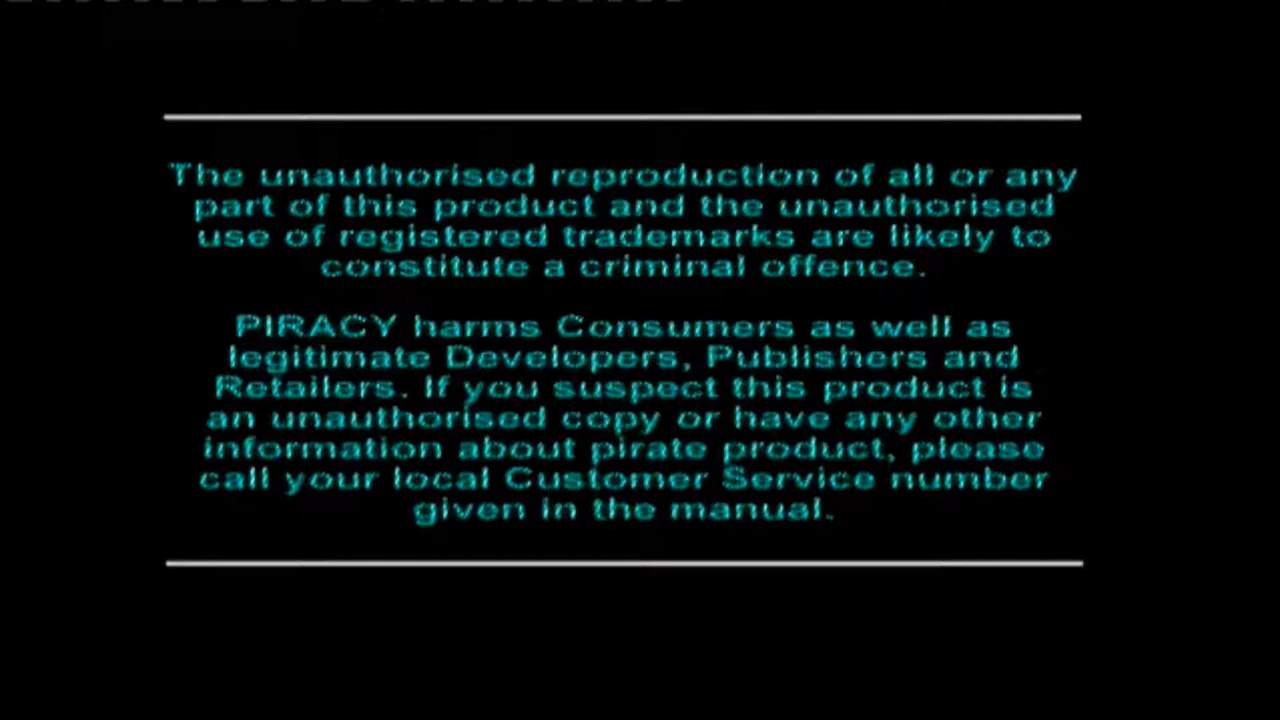 The unauthorised reproduction of all or any
part of this product and the unauthorised
use of registered trademarks are likely to
constitute a criminal offence.
PIRACY harms Consumers as well as
legitimate Developers, Publishers and
Retailers. If you suspect this product is
an unauthorised copy or have any other
information about pirate product, please
call your local Customer Service number
given in the manual.